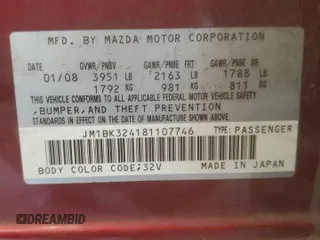 MFD. BY MAZDA MOTOR CORPORATION
GVWR/PNBV GAWR/PNBE FR GAWR/PNBE RR
01/08 3951 LB 2163 LB 1788 LB
1792 KG 981 KG 811 KG
THIS VEHICLE CONFORMS TO ALL APPLICABLE FEDERAL MOTOR VEHICLE SAFETY
,BUMPER, AND THEFT PREVENTION
STANDARDS IN EFFECT ON THE DATE OF MANUFACTURE SHOWN ABOVE.
JM1BK324181107746 TYPE: PASSENGER
BODY COLOR CODE;32V MADE IN JAPAN
© DREAMBID